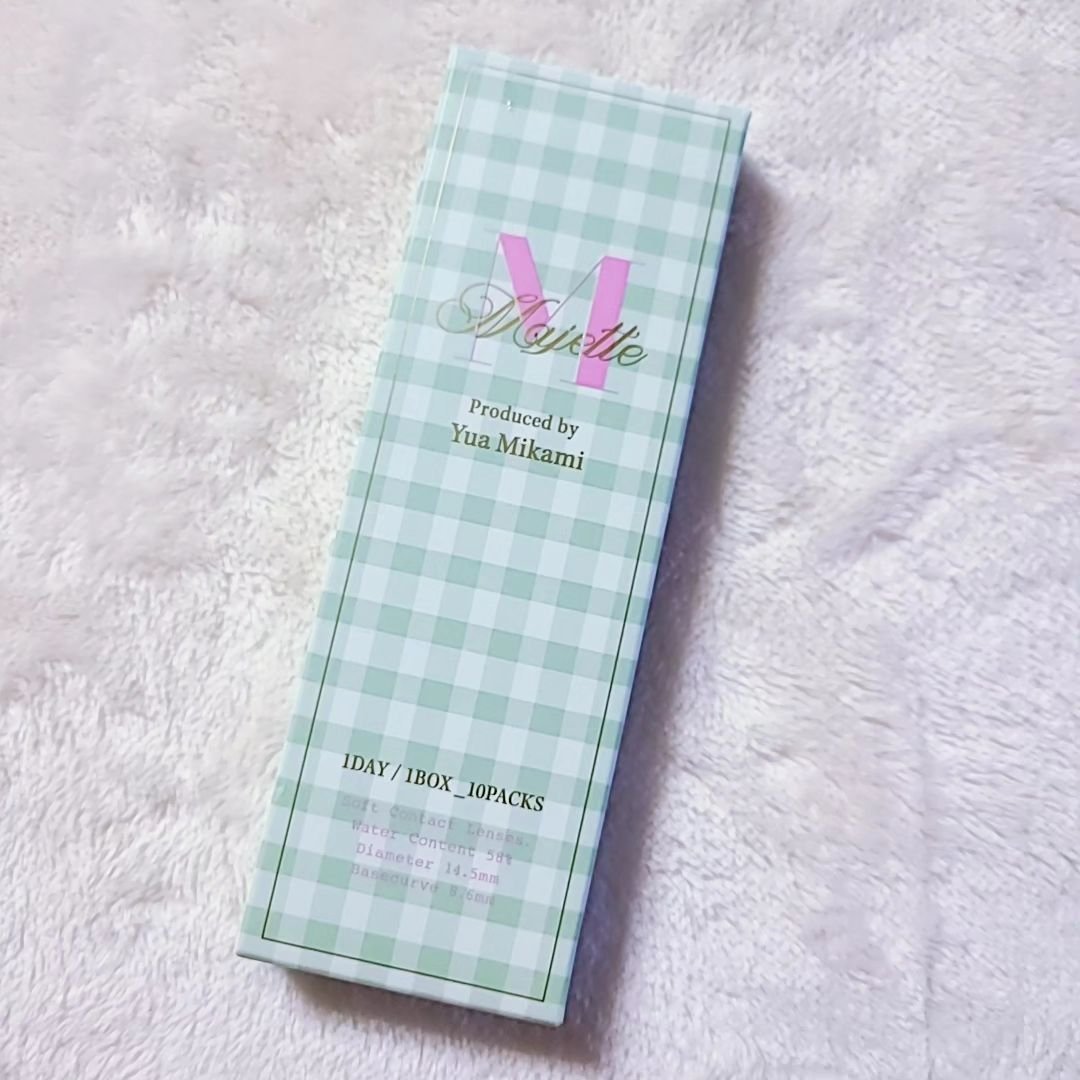 M
Majette
Produced by
Yua Mikami
1DAY / 1BOX_10PACKS
Soft Contact Lenses.
Water Content 58%
Diameter 14.5mm
Basecurve 8.6mm